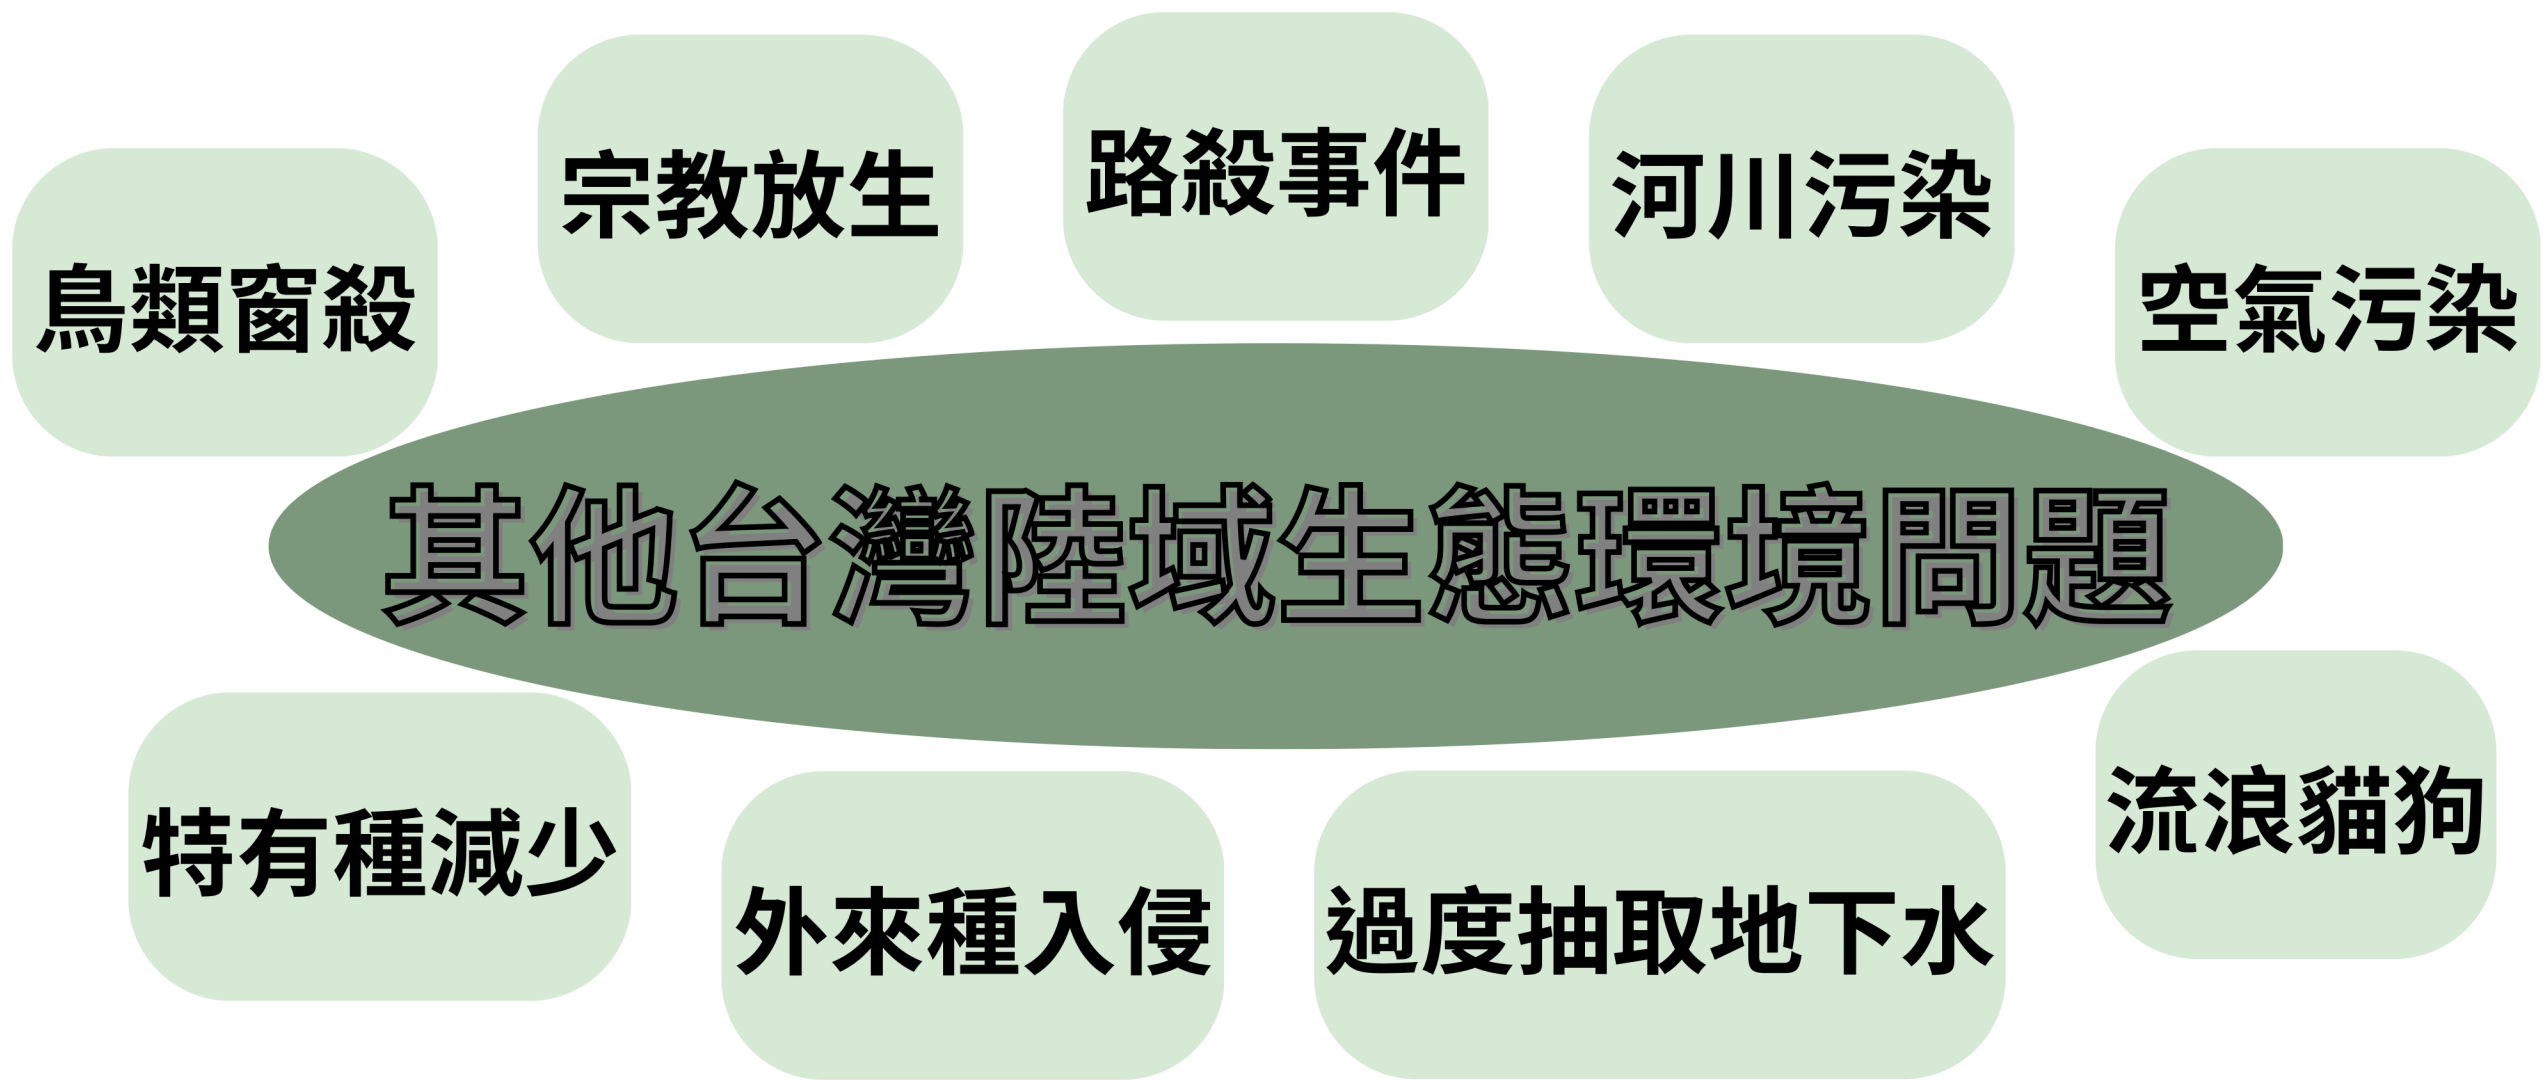 鳥類窗殺
宗教放生
路殺事件
河川污染
空氣污染
其他台灣陸域生態環境問題
特有種減少
外來種入侵
過度抽取地下水
流浪貓狗